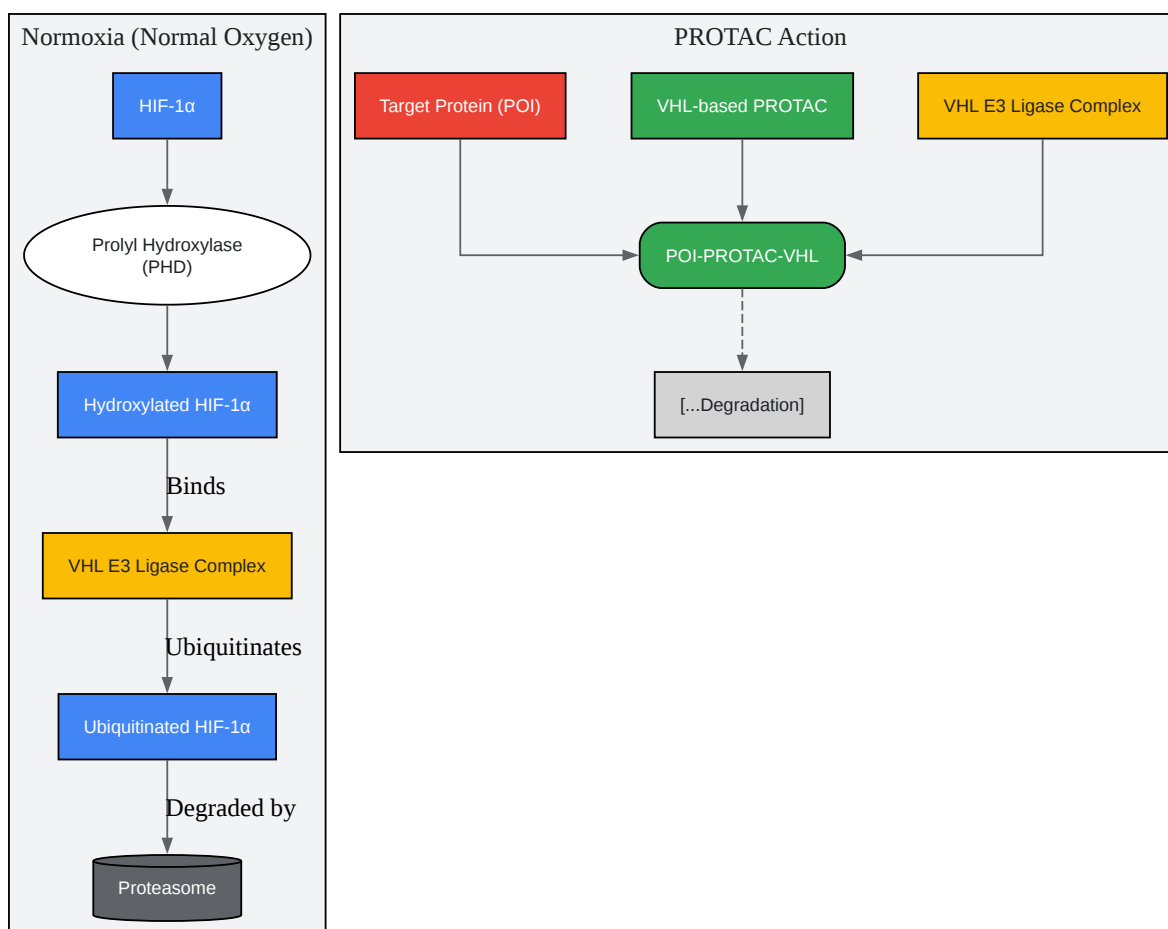 Normoxia (Normal Oxygen)
HIF-1α
Prolyl Hydroxylase
(PHD)
Hydroxylated HIF-1α
Binds
VHL E3 Ligase Complex
Ubiquitinates
Ubiquitinated HIF-1α
Degraded by
Proteasome
PROTAC Action
Target Protein (POI)
VHL-based PROTAC
VHL E3 Ligase Complex
POI-PROTAC-VHL
[...Degradation]